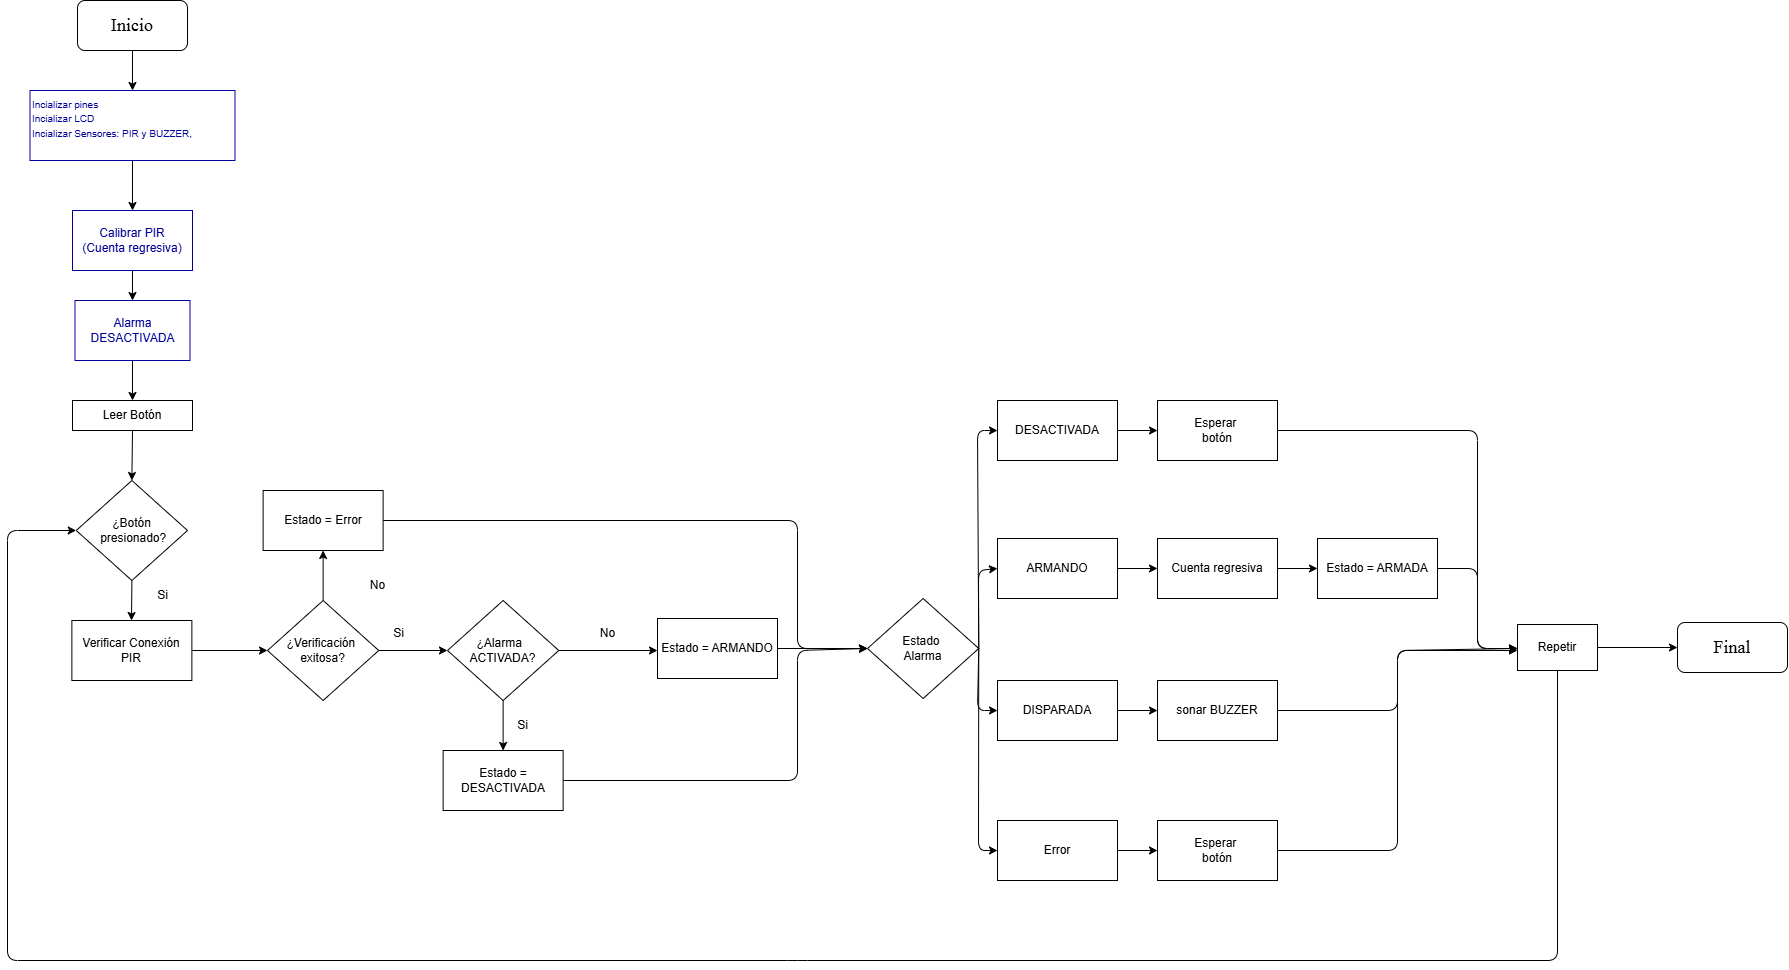 Inicio
Incializar pines
Incializar LCD
Incializar Sensores: PIR y BUZZER,
Calibrar PIR
(Cuenta regresiva)
Alarma
DESACTIVADA
Leer Botón
¿Botón
presionado?
Si
Verificar Conexión
PIR
¿Verificación
exitosa?
No
Estado = Error
Si
¿Alarma
ACTIVADA?
No
Estado = ARMANDO
Si
Estado =
DESACTIVADA
Estado
Alarma
DESACTIVADA
Esperar
botón
ARMANDO
Cuenta regresiva
Estado = ARMADA
DISPARADA
sonar BUZZER
Error
Esperar
botón
Repetir
Final